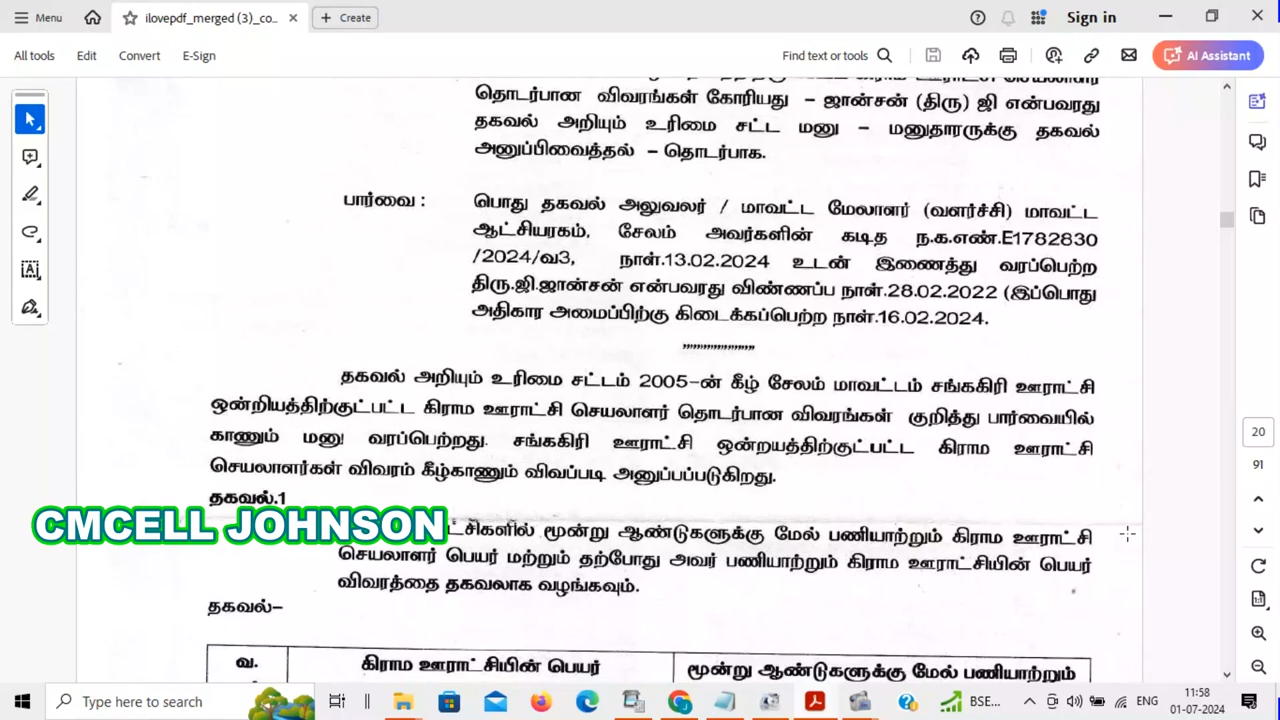 Menu
ilovepdf_merged (3)_co...
Create
Sign in
All tools
Edit
Convert
E-Sign
Find text or tools
AI Assistant
தொடர்பான விவரங்கள் கோரியது – ஜான்சன் (திரு) ஜி என்பவரது
தகவல் அறியும் உரிமை சட்ட மனு – மனுதாரருக்கு தகவல்
அனுப்பிவைத்தல் – தொடர்பாக.
பார்வை :
பொது தகவல் அலுவலர் / மாவட்ட மேலாளர் (வளர்ச்சி) மாவட்ட
ஆட்சியரகம், சேலம் அவர்களின் கடித ந.க.எண்.E1782830
/2024/வ3, நாள்.13.02.2024 உடன் இணைத்து வரப்பெற்ற
திரு.ஜி.ஜான்சன் என்பவரது விண்ணப்ப நாள்.28.02.2022 (இப்பொது
அதிகார அமைப்பிற்கு கிடைக்கப்பெற்ற நாள்.16.02.2024.
தகவல் அறியும் உரிமை சட்டம் 2005-ன் கீழ் சேலம் மாவட்டம் சங்ககிரி ஊராட்சி
ஒன்றியத்திற்குட்பட்ட கிராம ஊராட்சி செயலாளர் தொடர்பான விவரங்கள் குறித்து பார்வையில்
காணும் மனு வரப்பெற்றது. சங்ககிரி ஊராட்சி ஒன்றயத்திற்குட்பட்ட கிராம ஊராட்சி
செயலாளர்கள் விவரம் கீழ்காணும் விவப்படி அனுப்பப்படுகிறது.
தகவல்.1
CMCELL JOHNSON
ட்சிகளில் மூன்று ஆண்டுகளுக்கு மேல் பணியாற்றும் கிராம ஊராட்சி
செயலாளர் பெயர் மற்றும் தற்போது அவர் பணியாற்றும் கிராம ஊராட்சியின் பெயர்
விவரத்தை தகவலாக வழங்கவும்.
தகவல்–
வ.
கிராம ஊராட்சியின் பெயர்
மூன்று ஆண்டுகளுக்கு மேல் பணியாற்றும்
20
91
Type here to search
BSE...
ENG
11:58
01-07-2024